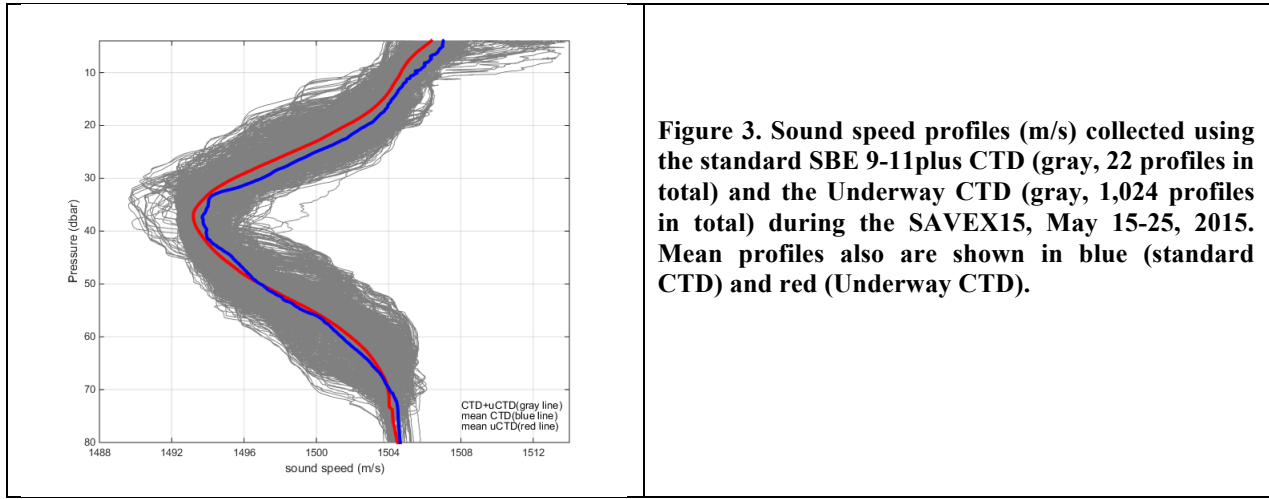 10
20
30
40
50
60
70
80
Pressure (dbar)
CTD+uCTD(gray line)
mean CTD(blue line)
mean uCTD(red line)
1488 1492 1496 1500 1504 1508 1512
sound speed (m/s)
Figure 3. Sound speed profiles (m/s) collected using
the standard SBE 9-11plus CTD (gray, 22 profiles in
total) and the Underway CTD (gray, 1,024 profiles
in total) during the SAVEX15, May 15-25, 2015.
Mean profiles also are shown in blue (standard
CTD) and red (Underway CTD).